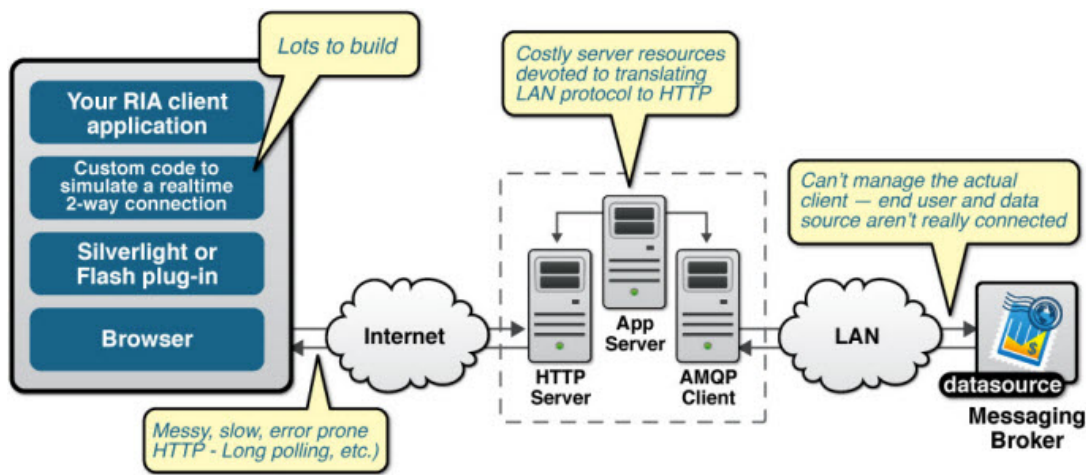 Lots to build
Your RIA client
application
Custom code to
simulate a realtime
2-way connection
Silverlight or
Flash plug-in
Browser
Messy, slow, error prone
HTTP - Long polling, etc.)
Internet
Costly server resources
devoted to translating
LAN protocol to HTTP
App
Server
HTTP
Server
AMQP
Client
LAN
Can't manage the actual
client — end user and data
source aren't really connected
datasource
Messaging
Broker